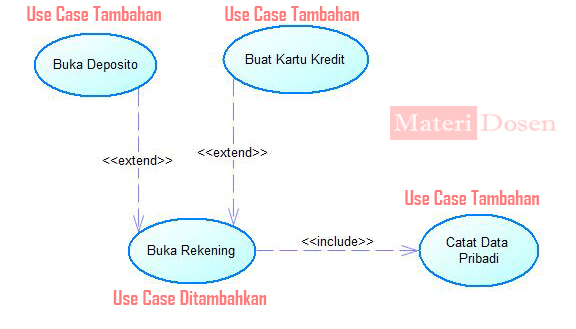 Use Case Tambahan
Use Case Tambahan
Buka Deposito
Buat Kartu Kredit
Materi Dosen
<<extend>>
<<extend>>
Use Case Tambahan
Buka Rekening
<<include>>
Catat Data
Pribadi
Use Case Ditambahkan